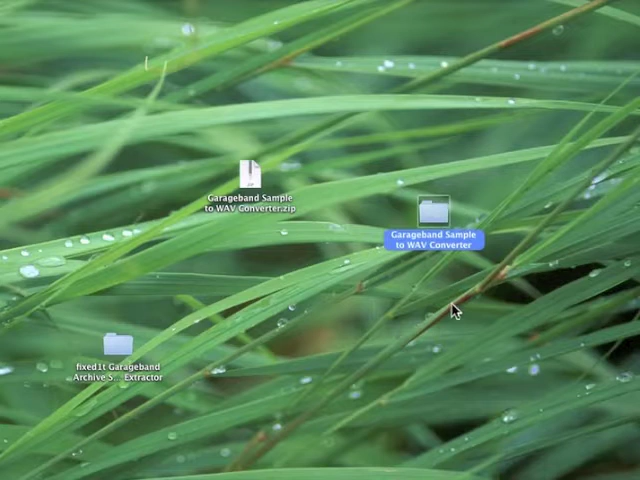 Garageband Sample
to WAV Converter.zip
Garageband Sample
to WAV Converter
fixed1t Garageband
Archive S... Extractor